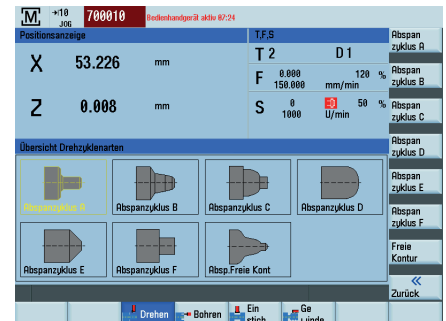 M →10 JOG 700010 Bedienhandgerät aktiv 87:24
Positionsanzeige
X 53.226 mm
Z 0.008 mm
T,F,S
T 2 D 1
F 0.000 120 %
150.000 mm/min
S 0 50 %
1000 U/min
Übersicht Drehzyklenarten
Abspanzyklus A Abspanzyklus B Abspanzyklus C Abspanzyklus D
Abspanzyklus E Abspanzyklus F Absp.Freie Kont
Abspan
zyklus A
Abspan
zyklus B
Abspan
zyklus C
Abspan
zyklus D
Abspan
zyklus E
Abspan
zyklus F
Freie
Kontur
«
Zurück
Drehen Bohren Ein
stich Ge
winde